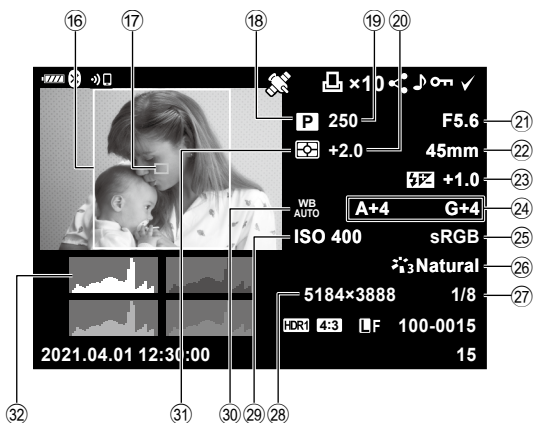 ⑯ ⑰ ⑱ ⑲ ⑳
×10
P 250 F5.6 ㉑
+2.0 45mm ㉒
+1.0 ㉓
WB AUTO A+4 G+4 ㉔
ISO 400 sRGB ㉕
3 Natural ㉖
5184×3888 1/8 ㉗
HDR1 4:3 LF 100-0015
2021.04.01 12:30:00 15
㉜ ㉛ ㉚ ㉙ ㉘